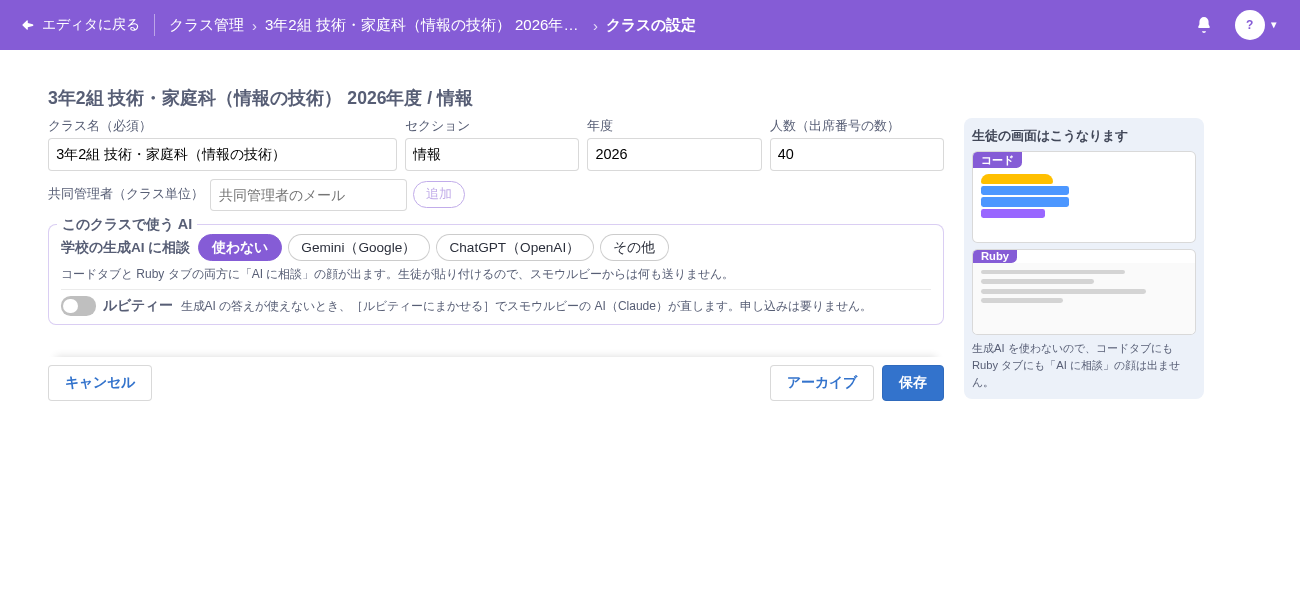 エディタに戻る
クラス管理 › 3年2組 技術・家庭科（情報の技術） 2026年… › クラスの設定
?
3年2組 技術・家庭科（情報の技術） 2026年度 / 情報
クラス名（必須） セクション 年度 人数（出席番号の数）
3年2組 技術・家庭科（情報の技術） 情報 2026 40
共同管理者（クラス単位） 共同管理者のメール 追加
このクラスで使う AI
学校の生成AI に相談 使わない Gemini（Google） ChatGPT（OpenAI） その他
コードタブと Ruby タブの両方に「AI に相談」の顔が出ます。生徒が貼り付けるので、スモウルビーからは何も送りません。
ルビティー 生成AI の答えが使えないとき、［ルビティーにまかせる］でスモウルビーの AI（Claude）が直します。申し込みは要りません。
キャンセル アーカイブ 保存
生徒の画面はこうなります
コード
Ruby
生成AI を使わないので、コードタブにも
Ruby タブにも「AI に相談」の顔は出ませ
ん。